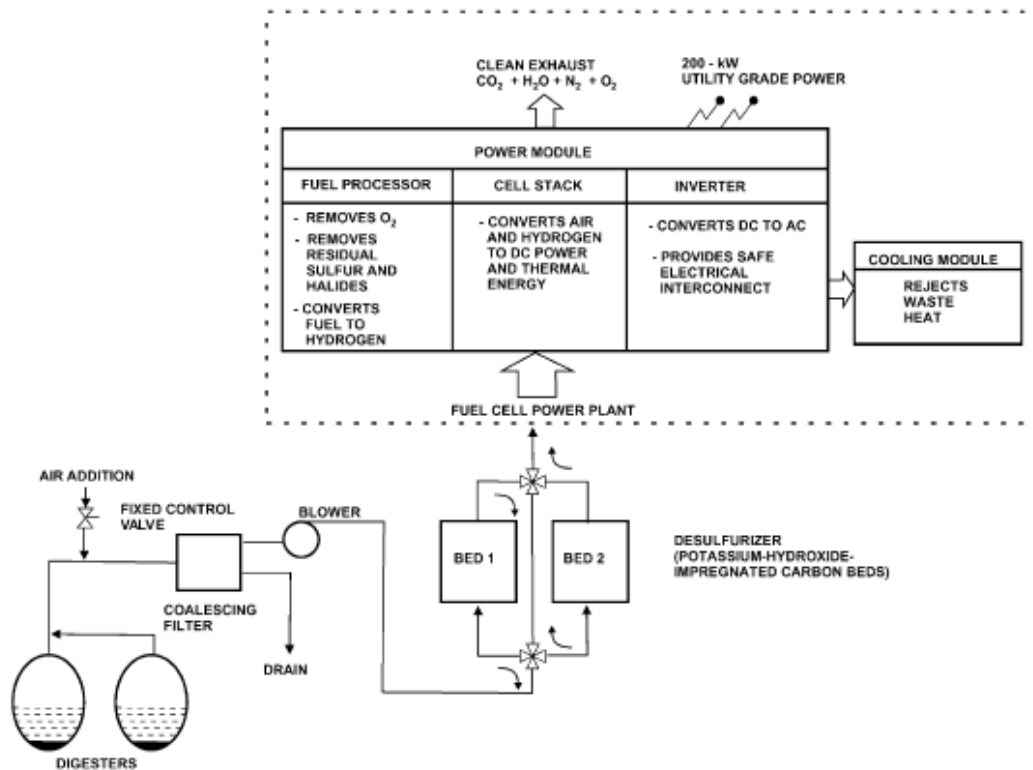 CLEAN EXHAUST
CO2 + H2O + N2 + O2
200 - kW
UTILITY GRADE POWER
POWER MODULE
FUEL PROCESSOR
- REMOVES O2
- REMOVES
RESIDUAL
SULFUR AND
HALIDES
- CONVERTS
FUEL TO
HYDROGEN
CELL STACK
- CONVERTS AIR
AND HYDROGEN
TO DC POWER
AND THERMAL
ENERGY
INVERTER
- CONVERTS DC TO AC
- PROVIDES SAFE
ELECTRICAL
INTERCONNECT
COOLING MODULE
REJECTS
WASTE
HEAT
FUEL CELL POWER PLANT
AIR ADDITION
FIXED CONTROL
VALVE
BLOWER
COALESCING
FILTER
DRAIN
DIGESTERS
BED 1
BED 2
DESULFURIZER
(POTASSIUM-HYDROXIDE-
IMPREGNATED CARBON BEDS)